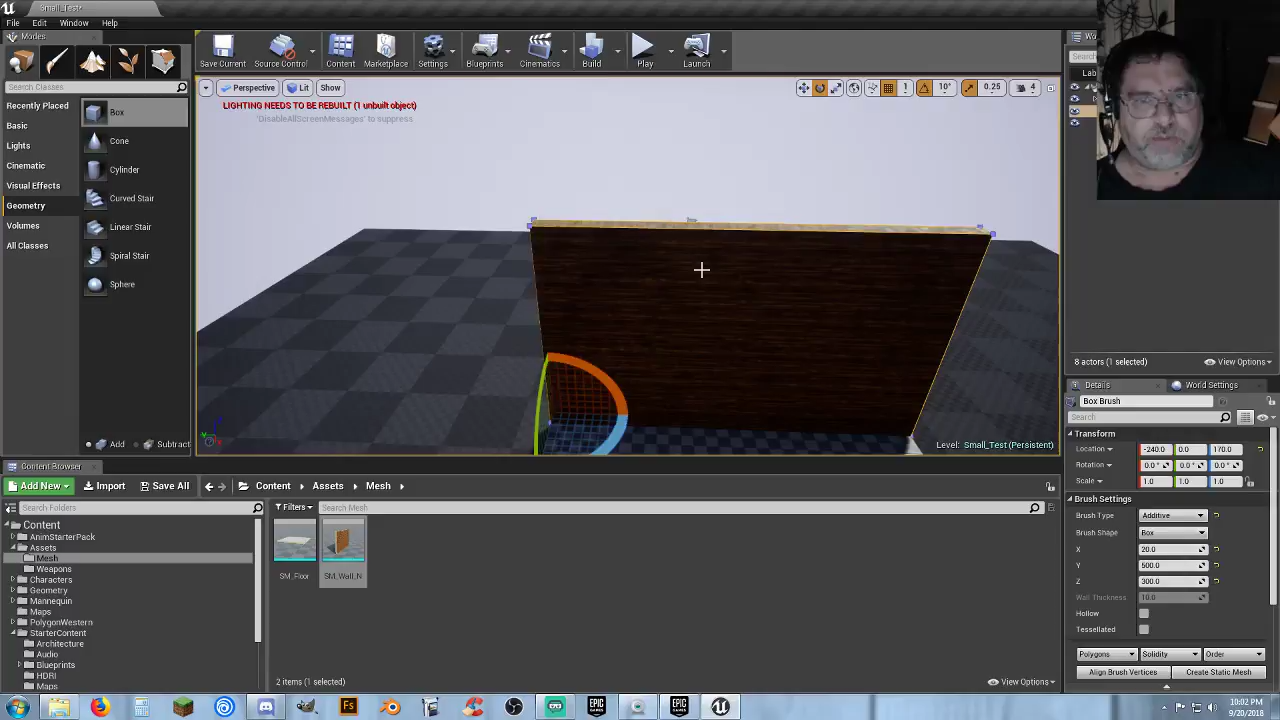 Small_Test*
File Edit Window Help
Modes
Search Classes
Recently Placed
Basic
Lights
Cinematic
Visual Effects
Geometry
Volumes
All Classes
Box
Cone
Cylinder
Curved Stair
Linear Stair
Spiral Stair
Sphere
Add Subtract
Save Current Source Control Content Marketplace Settings Blueprints Cinematics Build Play Launch
Perspective Lit Show
1 10° 0.25 4
LIGHTING NEEDS TO BE REBUILT (1 unbuilt object)
'DisableAllScreenMessages' to suppress
Level: Small_Test (Persistent)
Wo
Search
Lab
8 actors (1 selected) View Options
Details World Settings
Box Brush
Search
Transform
Location -240.0 0.0 170.0
Rotation 0.0° 0.0° 0.0°
Scale 1.0 1.0 1.0
Brush Settings
Brush Type Additive
Brush Shape Box
X 20.0
Y 500.0
Z 300.0
Wall Thickness 10.0
Hollow
Tessellated
Polygons Solidity Order
Align Brush Vertices Create Static Mesh
Content Browser
Add New Import Save All Content Assets Mesh
Search Folders
Filters Search Mesh
Content
AnimStarterPack
Assets
Mesh
Weapons
Characters
Geometry
Mannequin
Maps
PolygonWestern
StarterContent
Architecture
Audio
Blueprints
HDRI
Maps
SM_Floor SM_Wall_N
2 items (1 selected) View Options
10:02 PM
9/20/2018